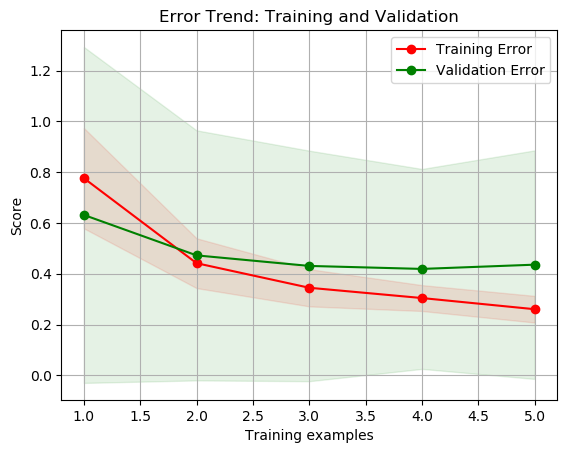 Error Trend: Training and Validation
Training Error
Validation Error
Score
1.2
1.0
0.8
0.6
0.4
0.2
0.0
1.0 1.5 2.0 2.5 3.0 3.5 4.0 4.5 5.0
Training examples